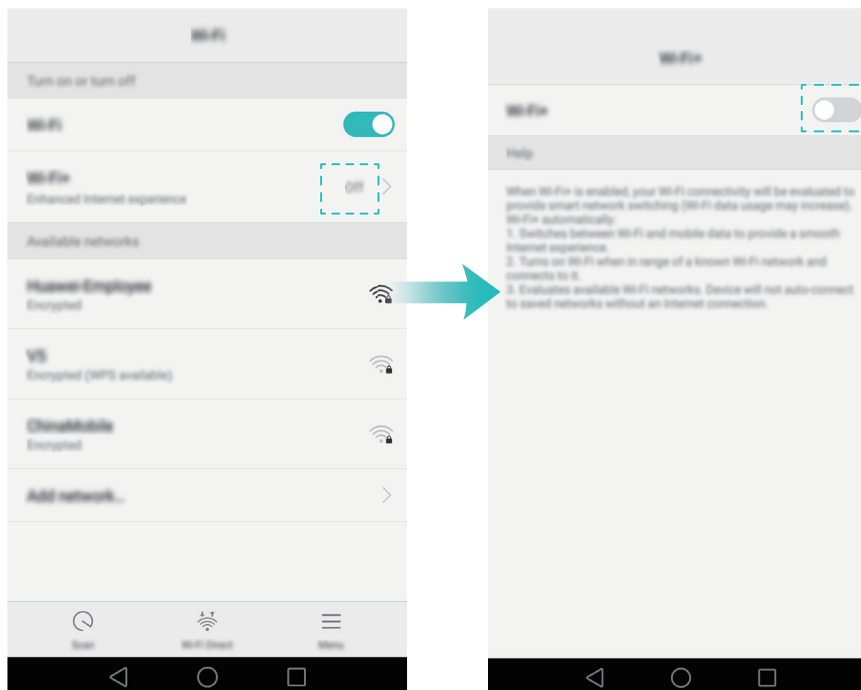 Wi-Fi
Turn on or turn off
Wi-Fi
Wi-Fi+
Enhanced Internet experience
Off
Available networks
Huawei-Employee
Encrypted
VS
Encrypted (WPS available)
ChinaMobile
Encrypted
Add network...
Scan
Wi-Fi Direct
Menu
Wi-Fi+
Wi-Fi+
Help
When Wi-Fi+ is enabled, your Wi-Fi connectivity will be evaluated to
provide smart network switching (Wi-Fi data usage may increase).
Wi-Fi+ automatically:
1. Switches between Wi-Fi and mobile data to provide a smooth
Internet experience.
2. Turns on Wi-Fi when in range of a known Wi-Fi network and
connects to it.
3. Evaluates available Wi-Fi networks. Device will not auto-connect
to saved networks without an Internet connection.